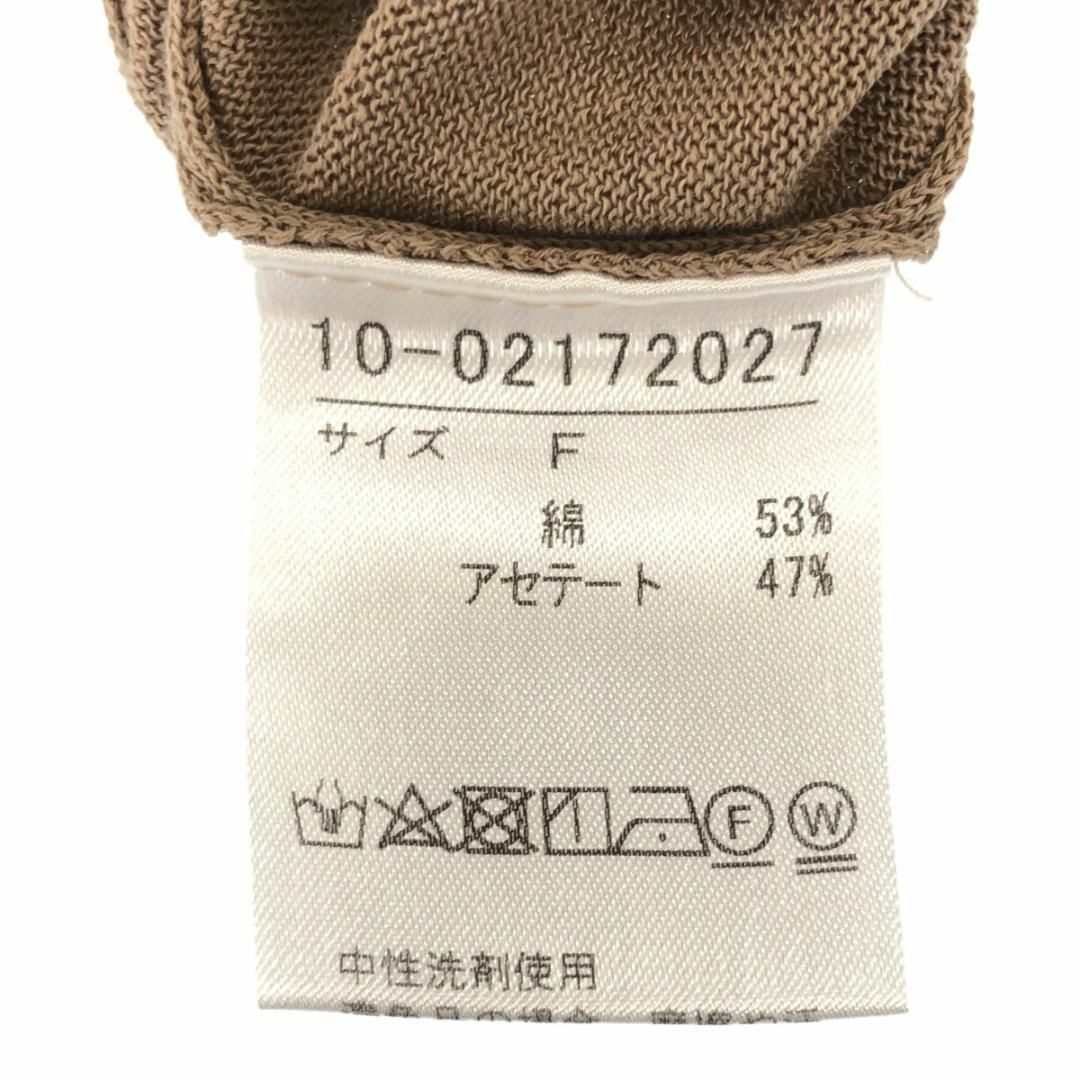 10-02172027
サイズ F
綿 53%
アセテート 47%
F W
中性洗剤使用